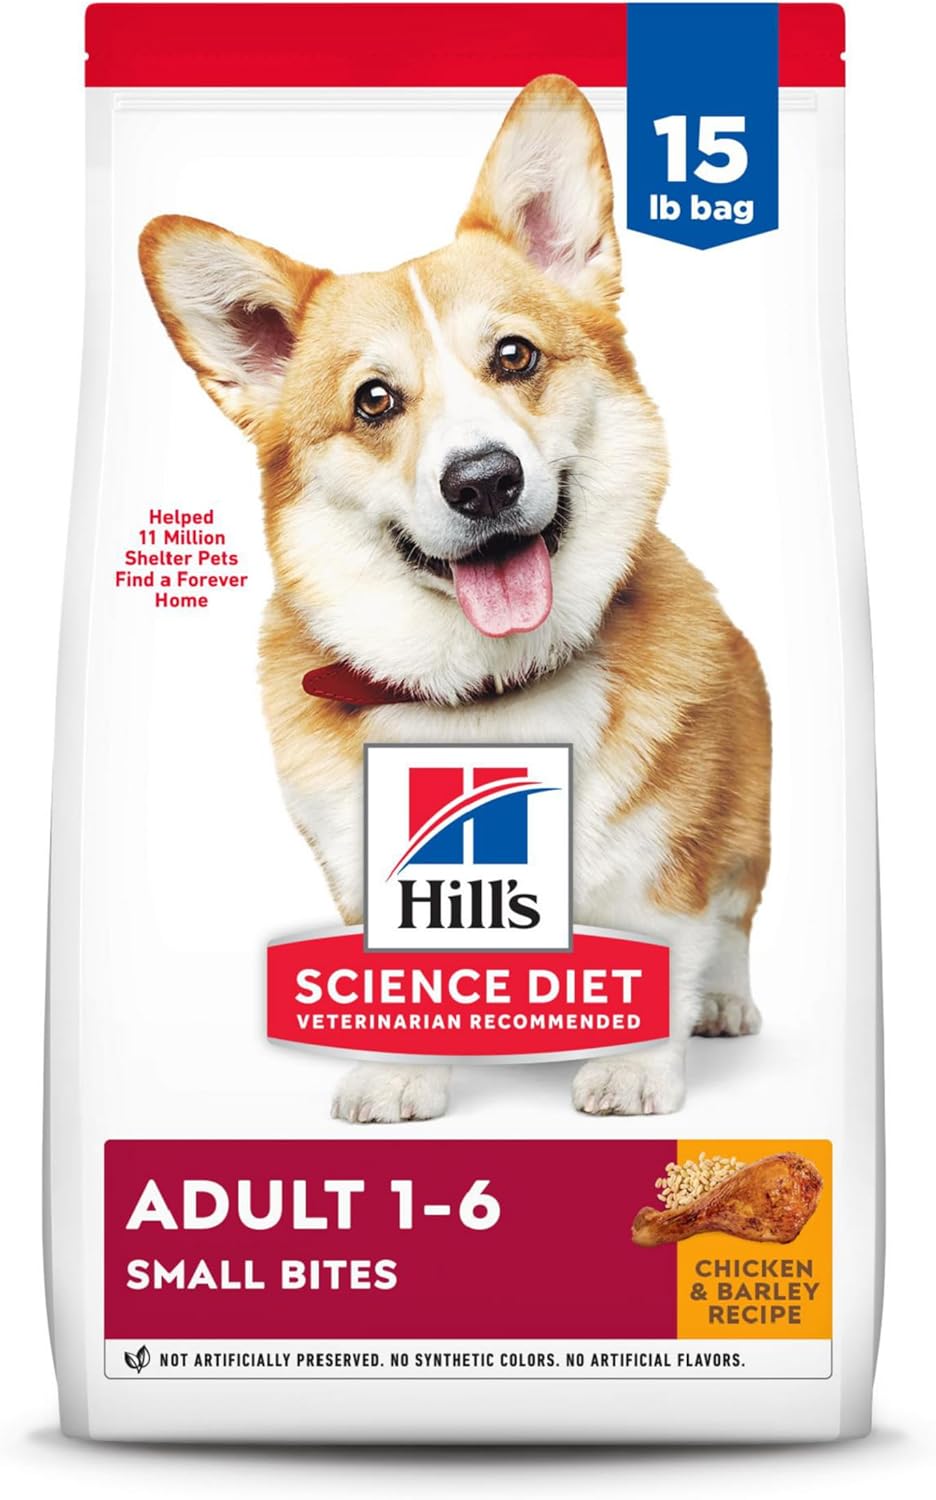 15
lb bag
Helped
11 Million
Shelter Pets
Find a Forever
Home
Hill's
SCIENCE DIET
VETERINARIAN RECOMMENDED
ADULT 1-6
SMALL BITES
CHICKEN
& BARLEY
RECIPE
NOT ARTIFICIALLY PRESERVED. NO SYNTHETIC COLORS. NO ARTIFICIAL FLAVORS.